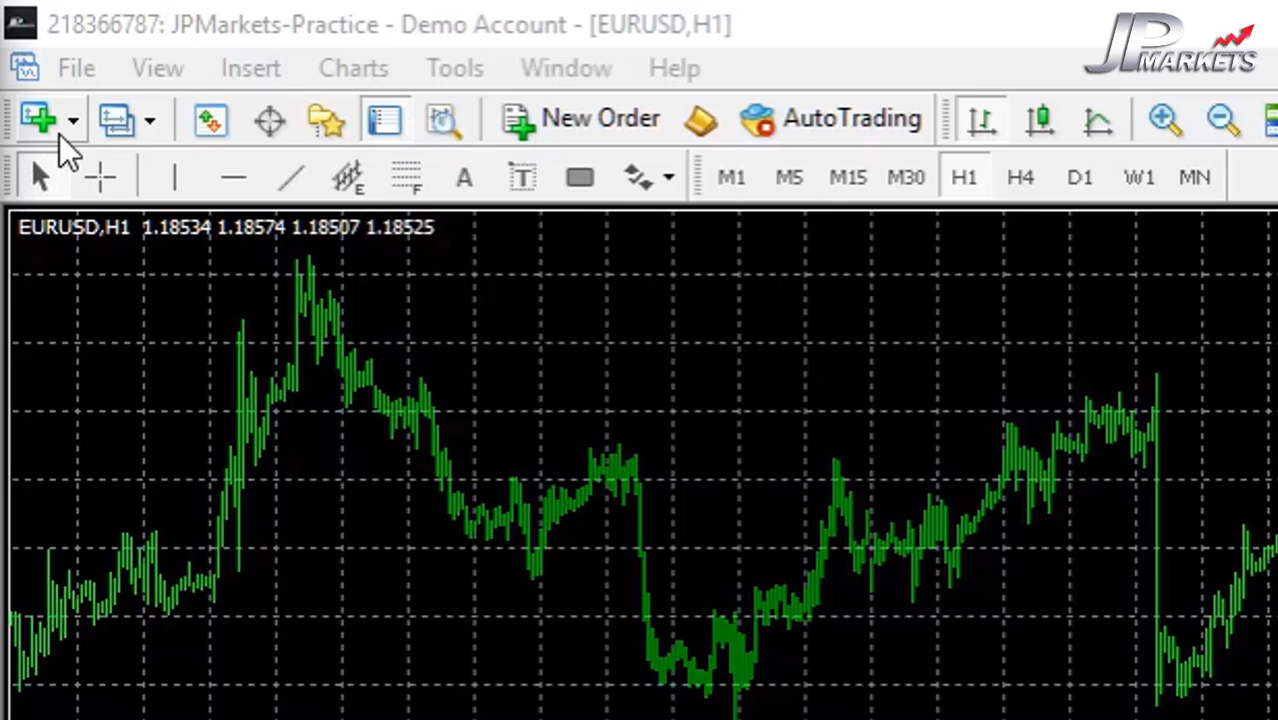 218366787: JPMarkets-Practice - Demo Account - [EURUSD,H1]
JP MARKETS
File View Insert Charts Tools Window Help
New Order AutoTrading
E F A T M1 M5 M15 M30 H1 H4 D1 W1 MN
EURUSD,H1 1.18534 1.18574 1.18507 1.18525